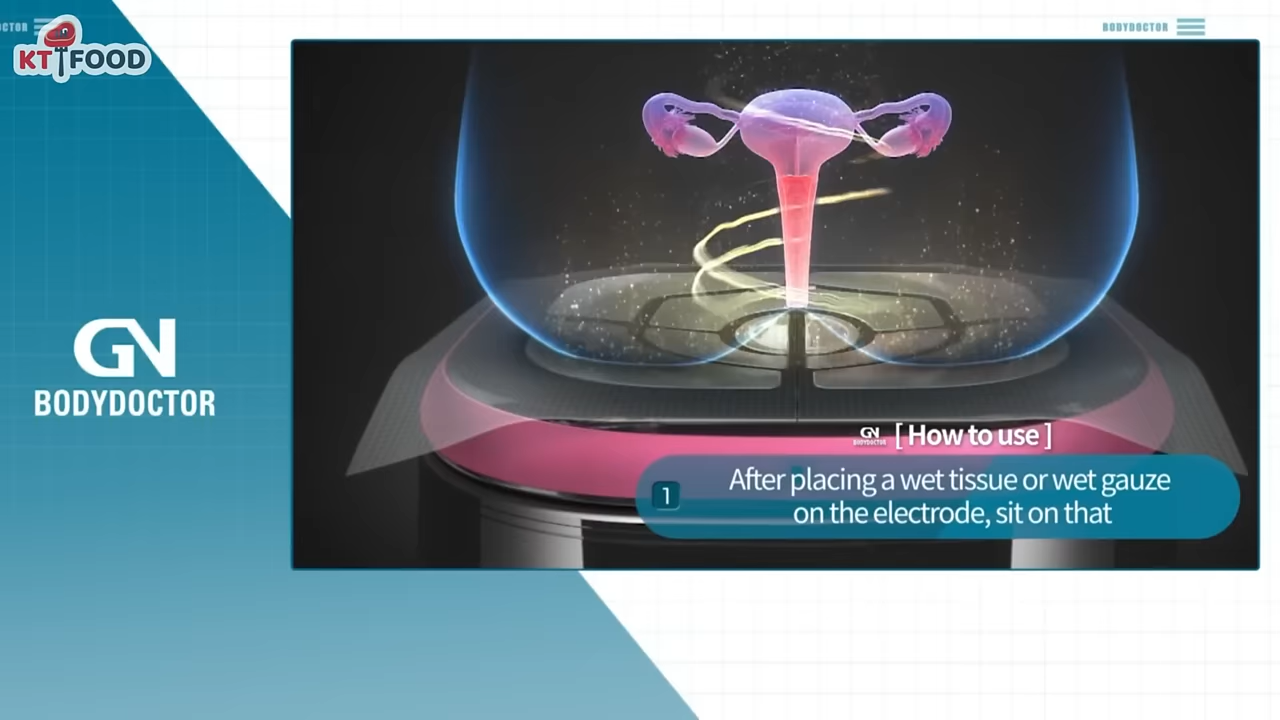 CTOR
KT FOOD
BODYDOCTOR
GN
BODYDOCTOR
GN
BODYDOCTOR
[ How to use ]
1
After placing a wet tissue or wet gauze
on the electrode, sit on that